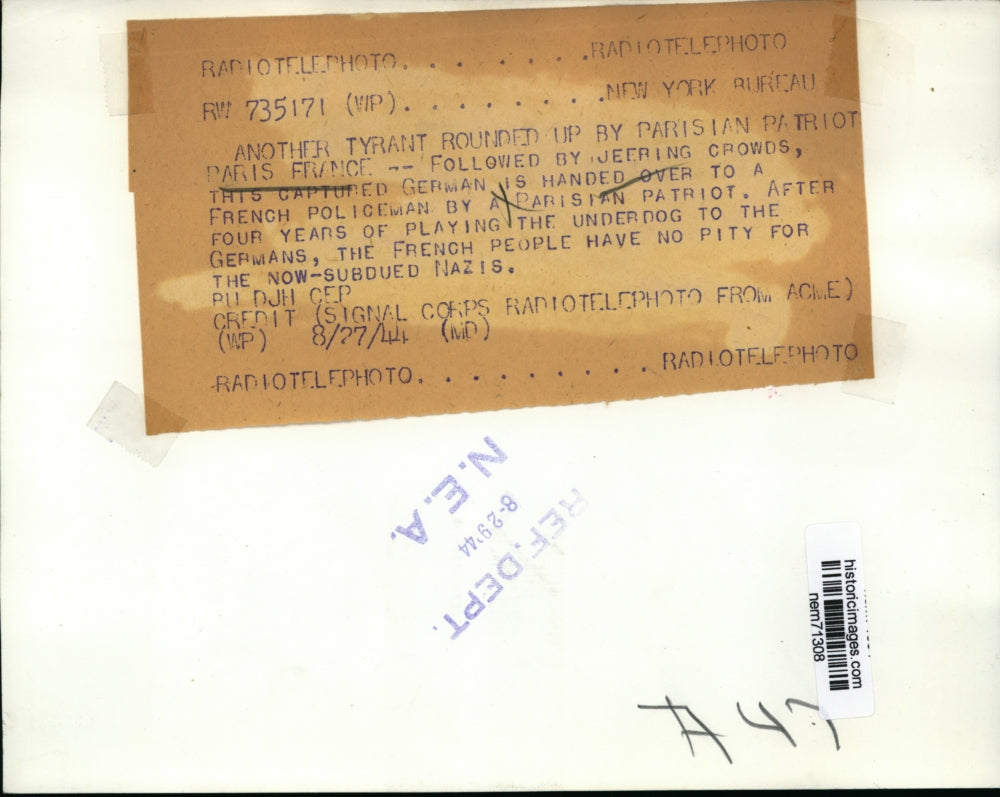 RADIOTELEPHOTO. . . . . . . .RADIOTELEPHOTO
RW 735171 (WP). . . . . . . . .NEW YORK BUREAU
ANOTHER TYRANT ROUNDED UP BY PARISIAN PATRIOT
PARIS FRANCE -- FOLLOWED BY JEERING CROWDS,
THIS CAPTURED GERMAN IS HANDED OVER TO A
FRENCH POLICEMAN BY A PARISIAN PATRIOT. AFTER
FOUR YEARS OF PLAYING THE UNDERDOG TO THE
GERMANS, THE FRENCH PEOPLE HAVE NO PITY FOR
THE NOW-SUBDUED NAZIS.
BU DJH CEP
CREDIT (SIGNAL CORPS RADIOTELEPHOTO FROM ACME)
(WP) 8/27/44 (MD)
-RADIOTELEPHOTO. . . . . . . . . RADIOTELEPHOTO
N.E.A.
8-29'44
REF. DEPT.
historicimages.com
nem71308